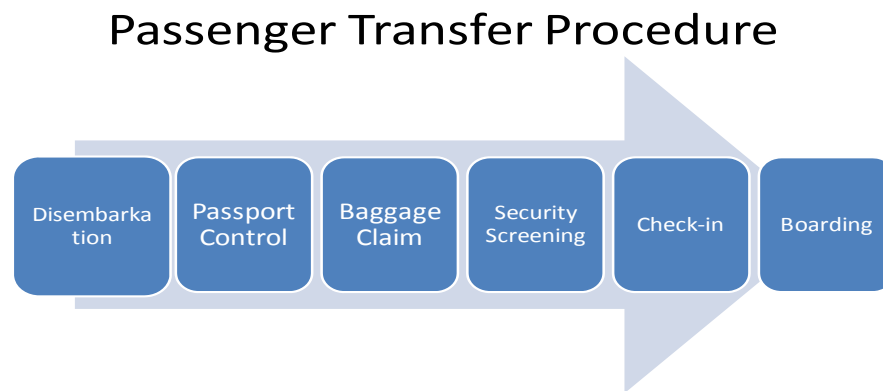 Passenger Transfer Procedure
Disembarka
tion
Passport
Control
Baggage
Claim
Security
Screening
Check-in
Boarding